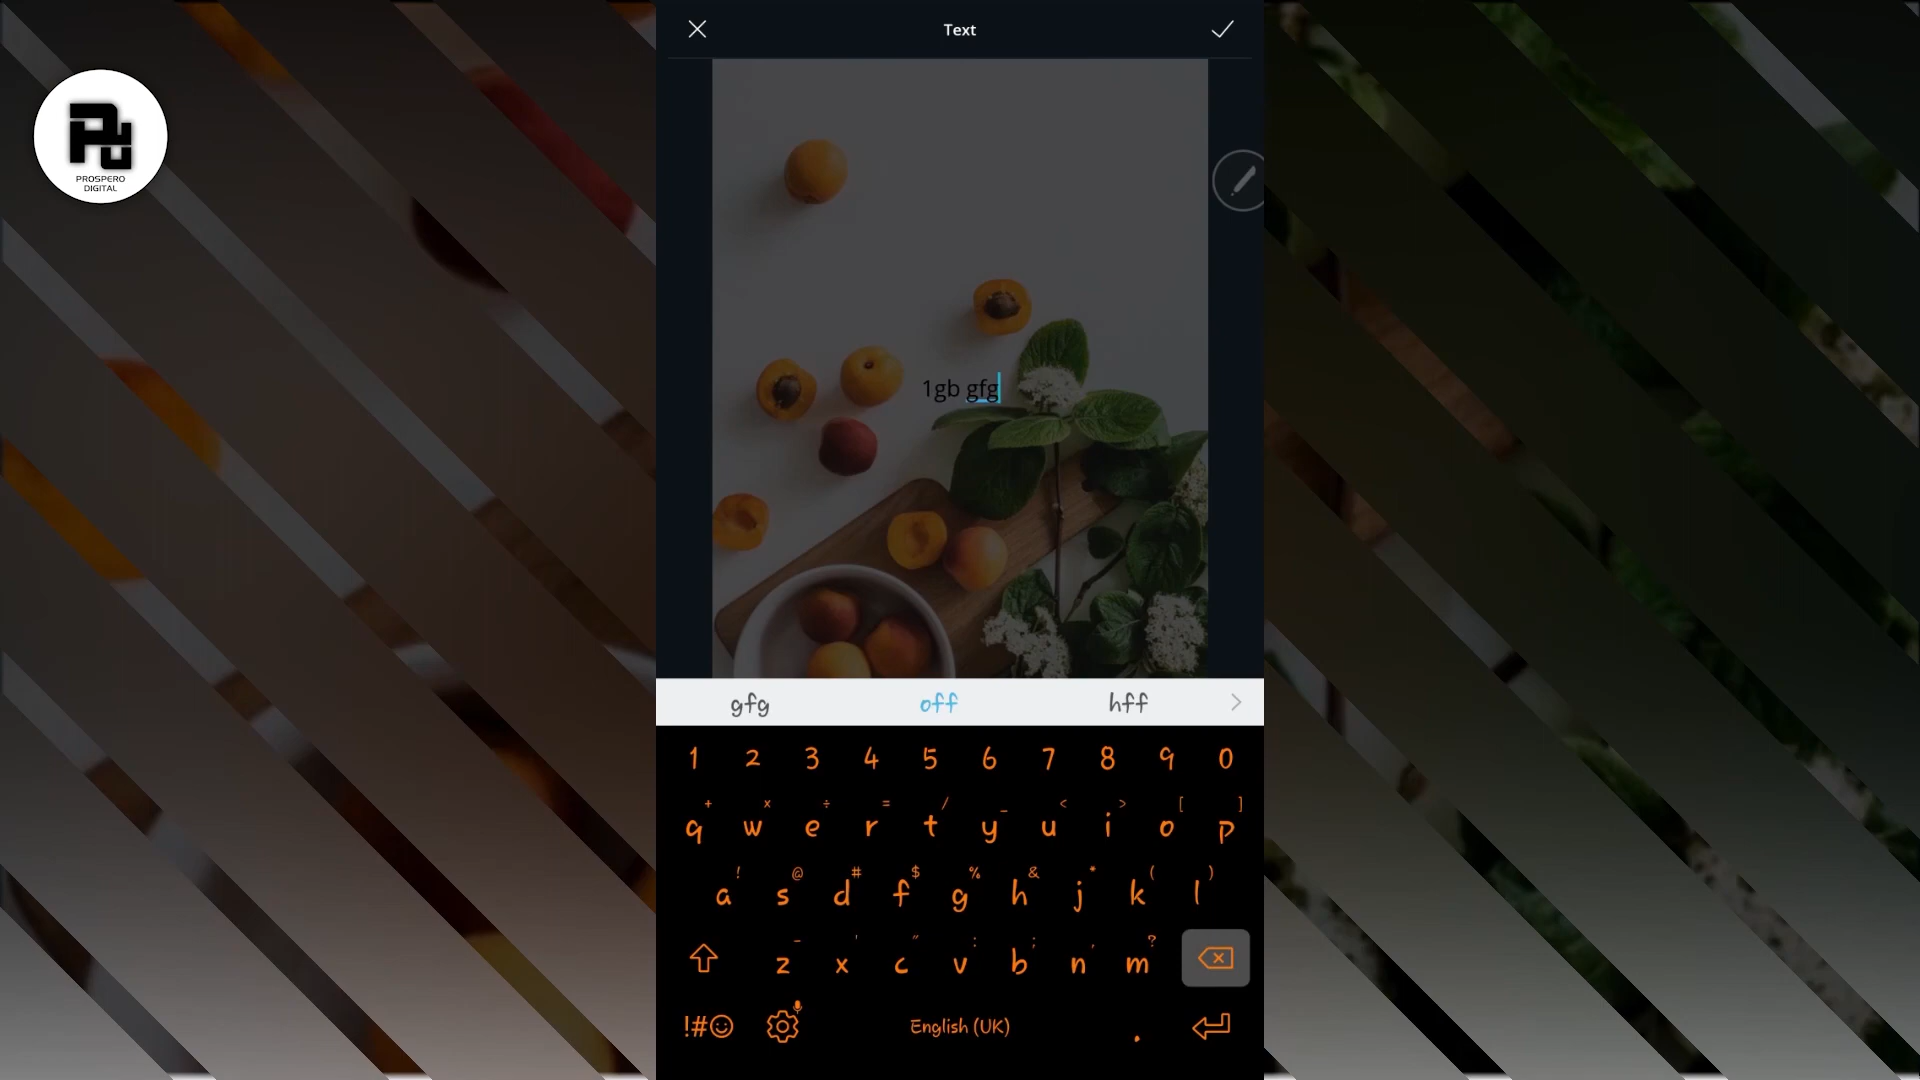 Text
PROSPERO
DIGITAL
1gb gfg
gfg off hff
1 2 3 4 5 6 7 8 9 0
+ × ÷ = / _ < > [ ]
q w e r t y u i o p
! @ # $ % & * ( )
a s d f g h j k l
- ' " : ; , ?
z x c v b n m
!#☺ English (UK) .